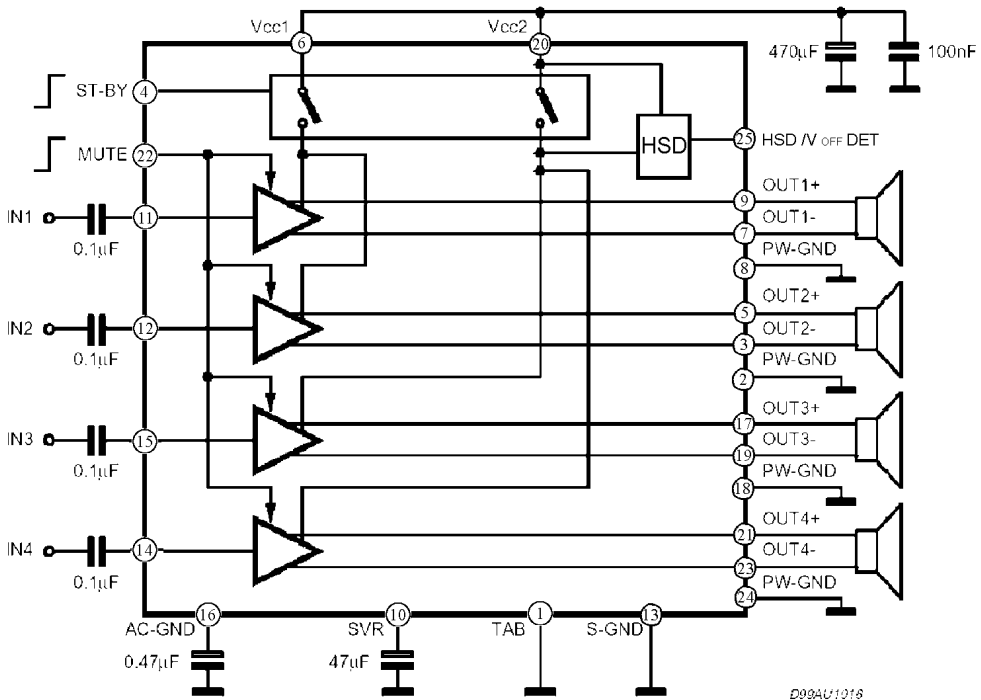 Vcc1
Vcc2
6
20
470µF
100nF
ST-BY
4
MUTE
22
HSD
25
HSD /V OFF DET
IN1
0.1µF
11
9
OUT1+
7
OUT1-
8
PW-GND
IN2
0.1µF
12
5
OUT2+
3
OUT2-
2
PW-GND
IN3
0.1µF
15
17
OUT3+
19
OUT3-
18
PW-GND
IN4
0.1µF
14
21
OUT4+
23
OUT4-
24
PW-GND
16
10
1
13
AC-GND
SVR
TAB
S-GND
0.47µF
47µF
D99AU1016